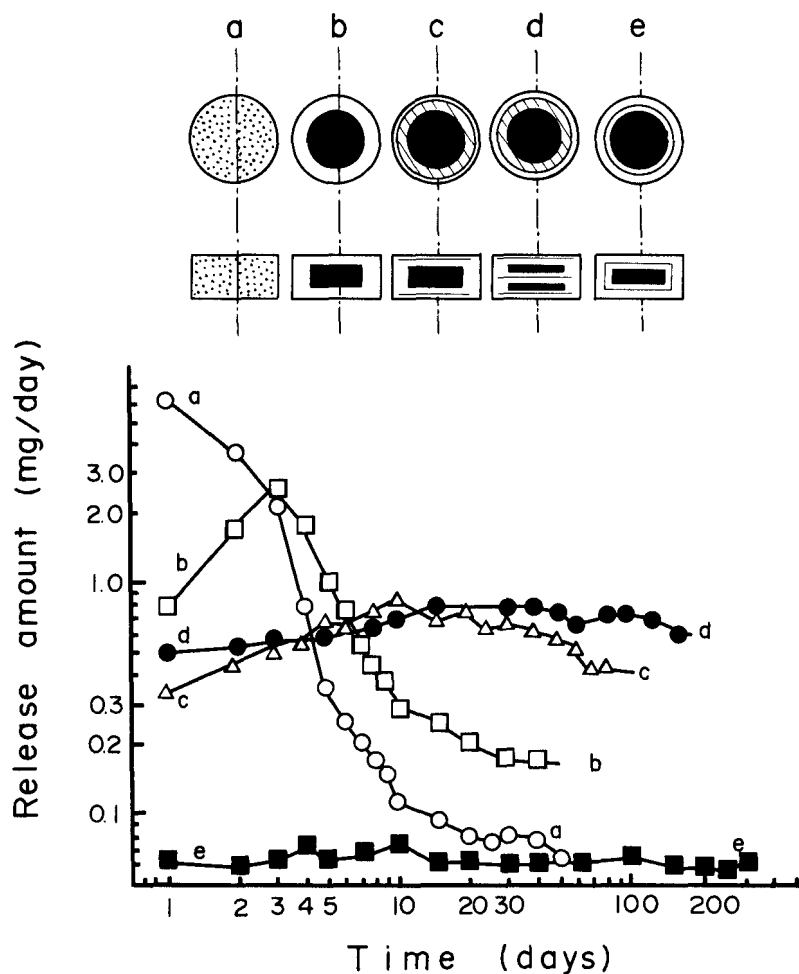 a b c d e
Release amount (mg/day)
3.0
2.0
1.0
0.3
0.2
0.1
a
b
d
c
d
c
b
a
e
e
1 2 3 4 5 10 20 30 100 200
Time (days)